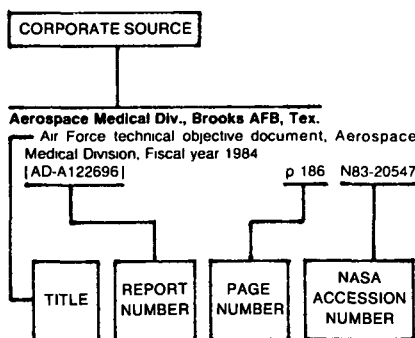 CORPORATE SOURCE
Aerospace Medical Div., Brooks AFB, Tex.
Air Force technical objective document, Aerospace
Medical Division, Fiscal year 1984
[AD-A122696] p 186 N83-20547
TITLE
REPORT
NUMBER
PAGE
NUMBER
NASA
ACCESSION
NUMBER